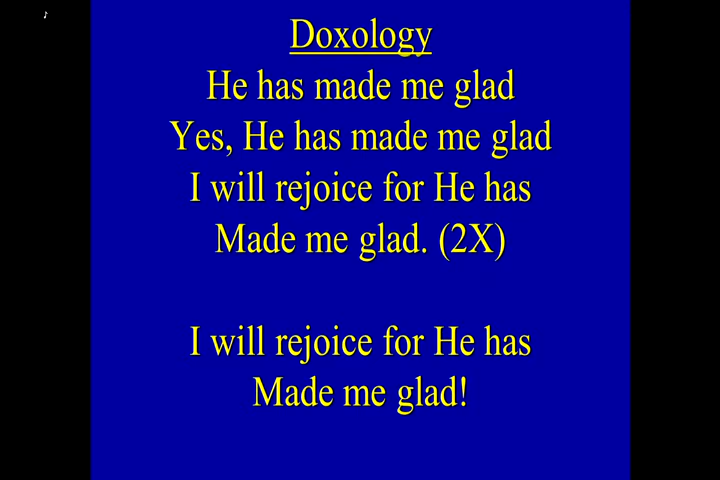 ♪
Doxology
He has made me glad
Yes, He has made me glad
I will rejoice for He has
Made me glad. (2X)
I will rejoice for He has
Made me glad!